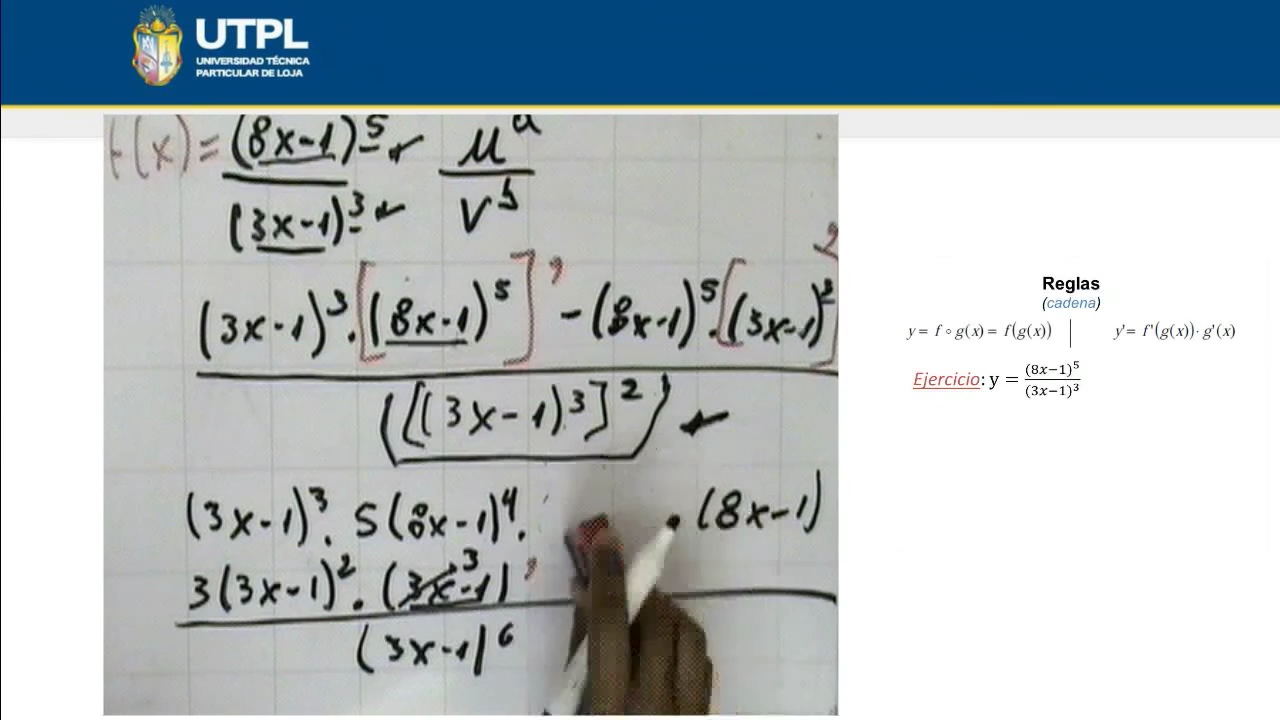 UTPL
UNIVERSIDAD TÉCNICA
PARTICULAR DE LOJA
f(x) = (8x-1)^5 / (3x-1)^3
u^a / v^b
(3x-1)^3 · [(8x-1)^5]' - (8x-1)^5 · [(3x-1)^3]
([(3x-1)^3]^2)
(3x-1)^3 · 5(8x-1)^4 · · (8x-1)
3(3x-1)^2 · (3x-1)' 3
(3x-1)^6
Reglas
(cadena)
y = f ∘ g(x) = f(g(x)) | y' = f'(g(x)) · g'(x)
Ejercicio: y = (8x−1)^5 / (3x−1)^3